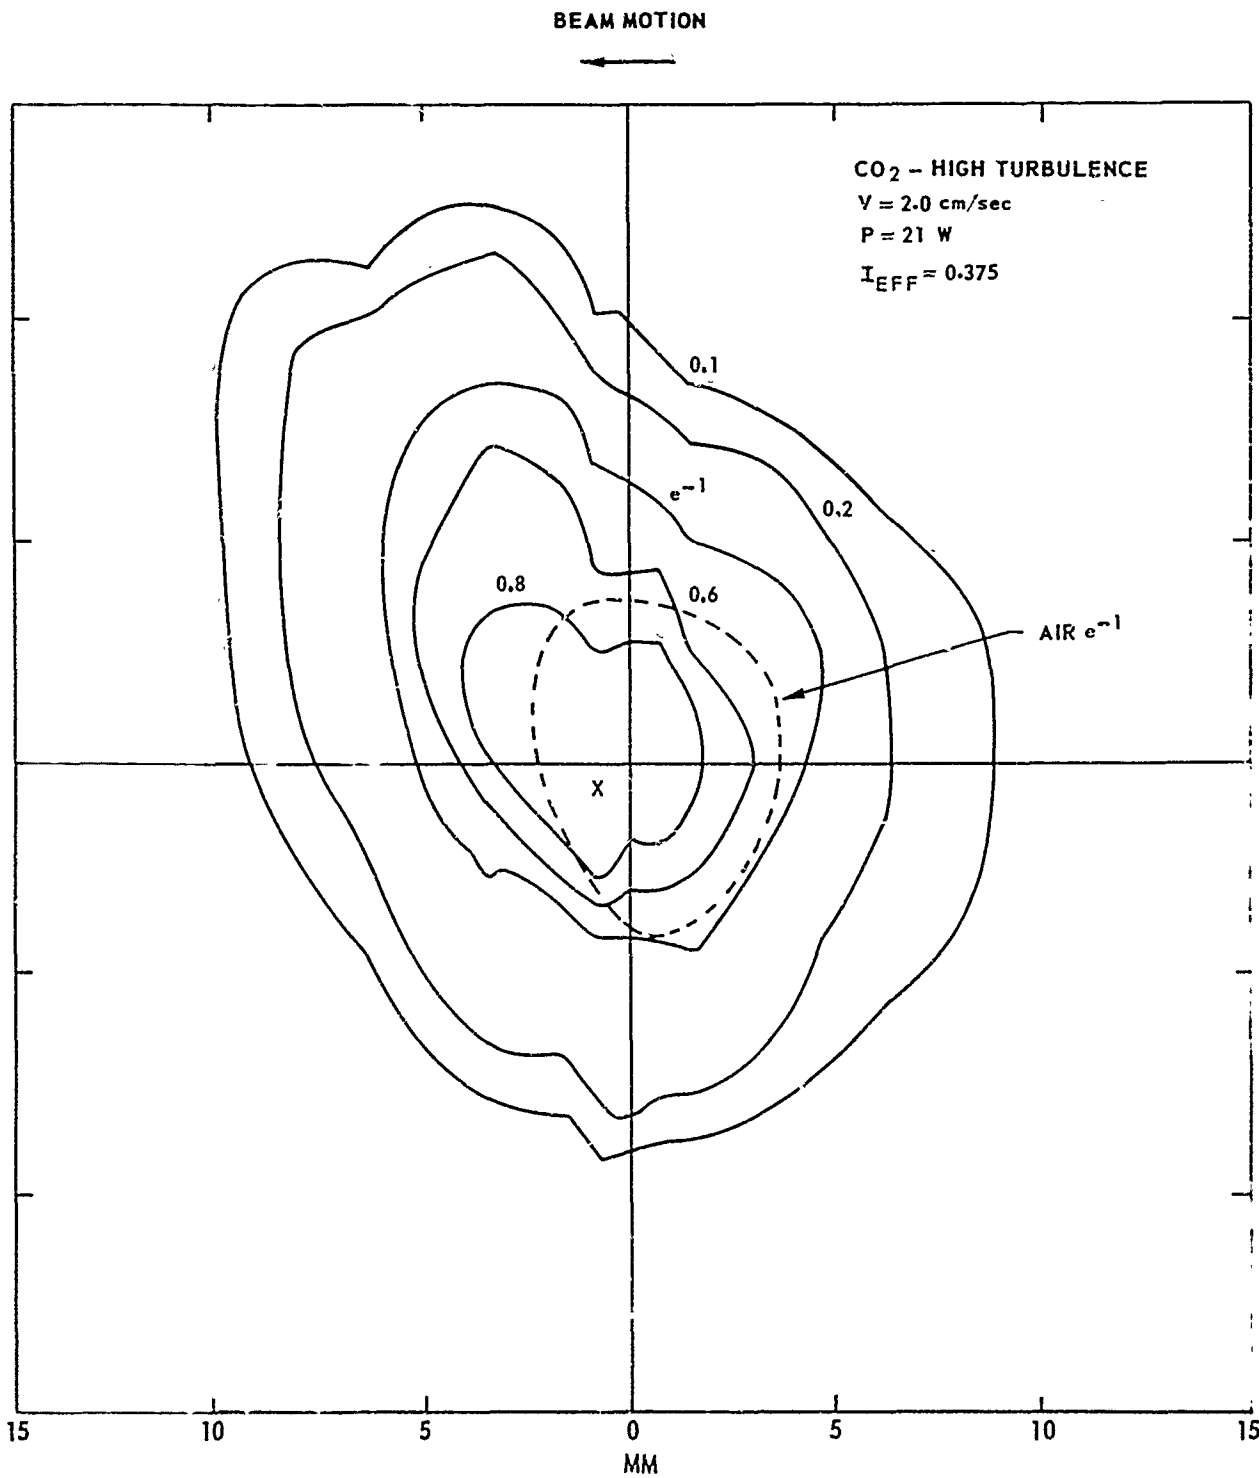 BEAM MOTION
CO₂ – HIGH TURBULENCE
V = 2.0 cm/sec
P = 21 W
I_EFF = 0.375
0.1
e⁻¹
0.2
0.8
0.6
AIR e⁻¹
X
15 10 5 0 5 10 15
MM